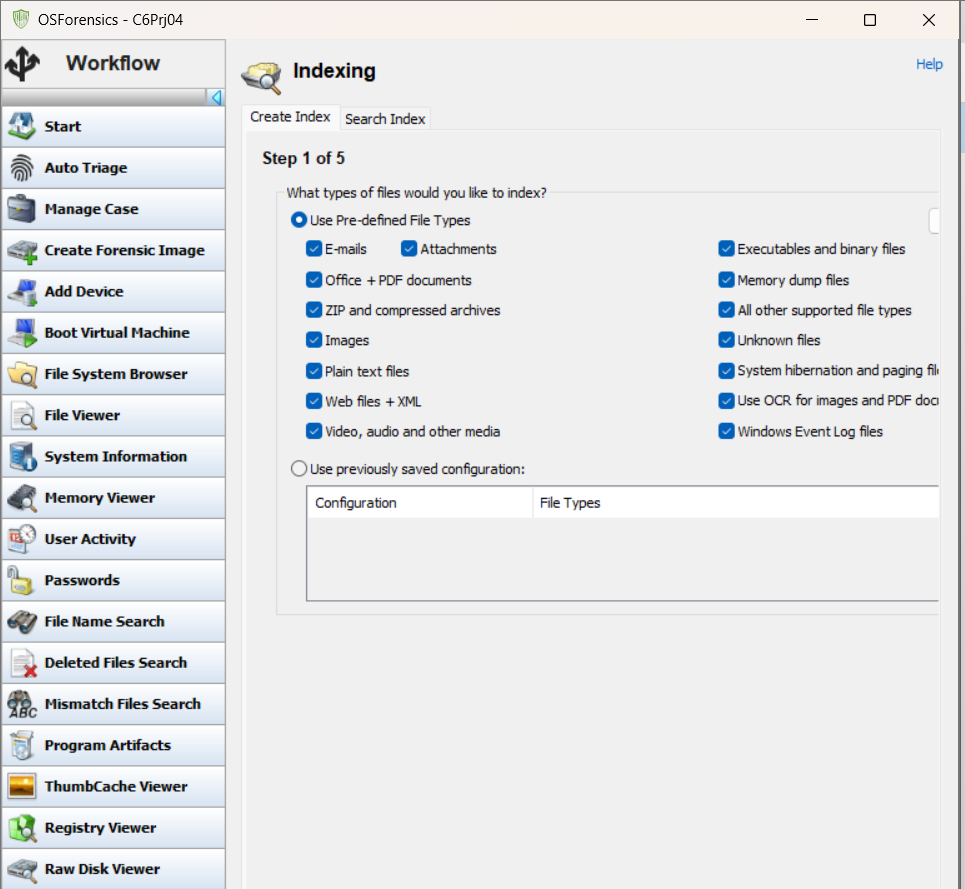 OSForensics - C6Prj04
Workflow
Start
Auto Triage
Manage Case
Create Forensic Image
Add Device
Boot Virtual Machine
File System Browser
File Viewer
System Information
Memory Viewer
User Activity
Passwords
File Name Search
Deleted Files Search
ABC Mismatch Files Search
Program Artifacts
ThumbCache Viewer
Registry Viewer
Raw Disk Viewer
Indexing
Help
Create Index Search Index
Step 1 of 5
What types of files would you like to index?
Use Pre-defined File Types
E-mails Attachments Executables and binary files
Office + PDF documents Memory dump files
ZIP and compressed archives All other supported file types
Images Unknown files
Plain text files System hibernation and paging
Web files + XML Use OCR for images and PDF
Video, audio and other media Windows Event Log files
Use previously saved configuration:
Configuration File Types